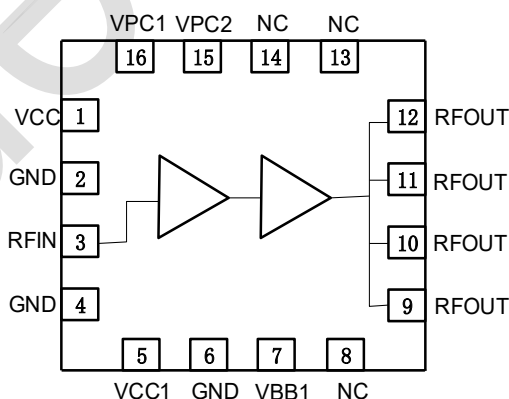 VPC1 VPC2 NC NC
16 15 14 13
VCC 1
GND 2
RFIN 3
GND 4
12 RFOUT
11 RFOUT
10 RFOUT
9 RFOUT
5 6 7 8
VCC1 GND VBB1 NC